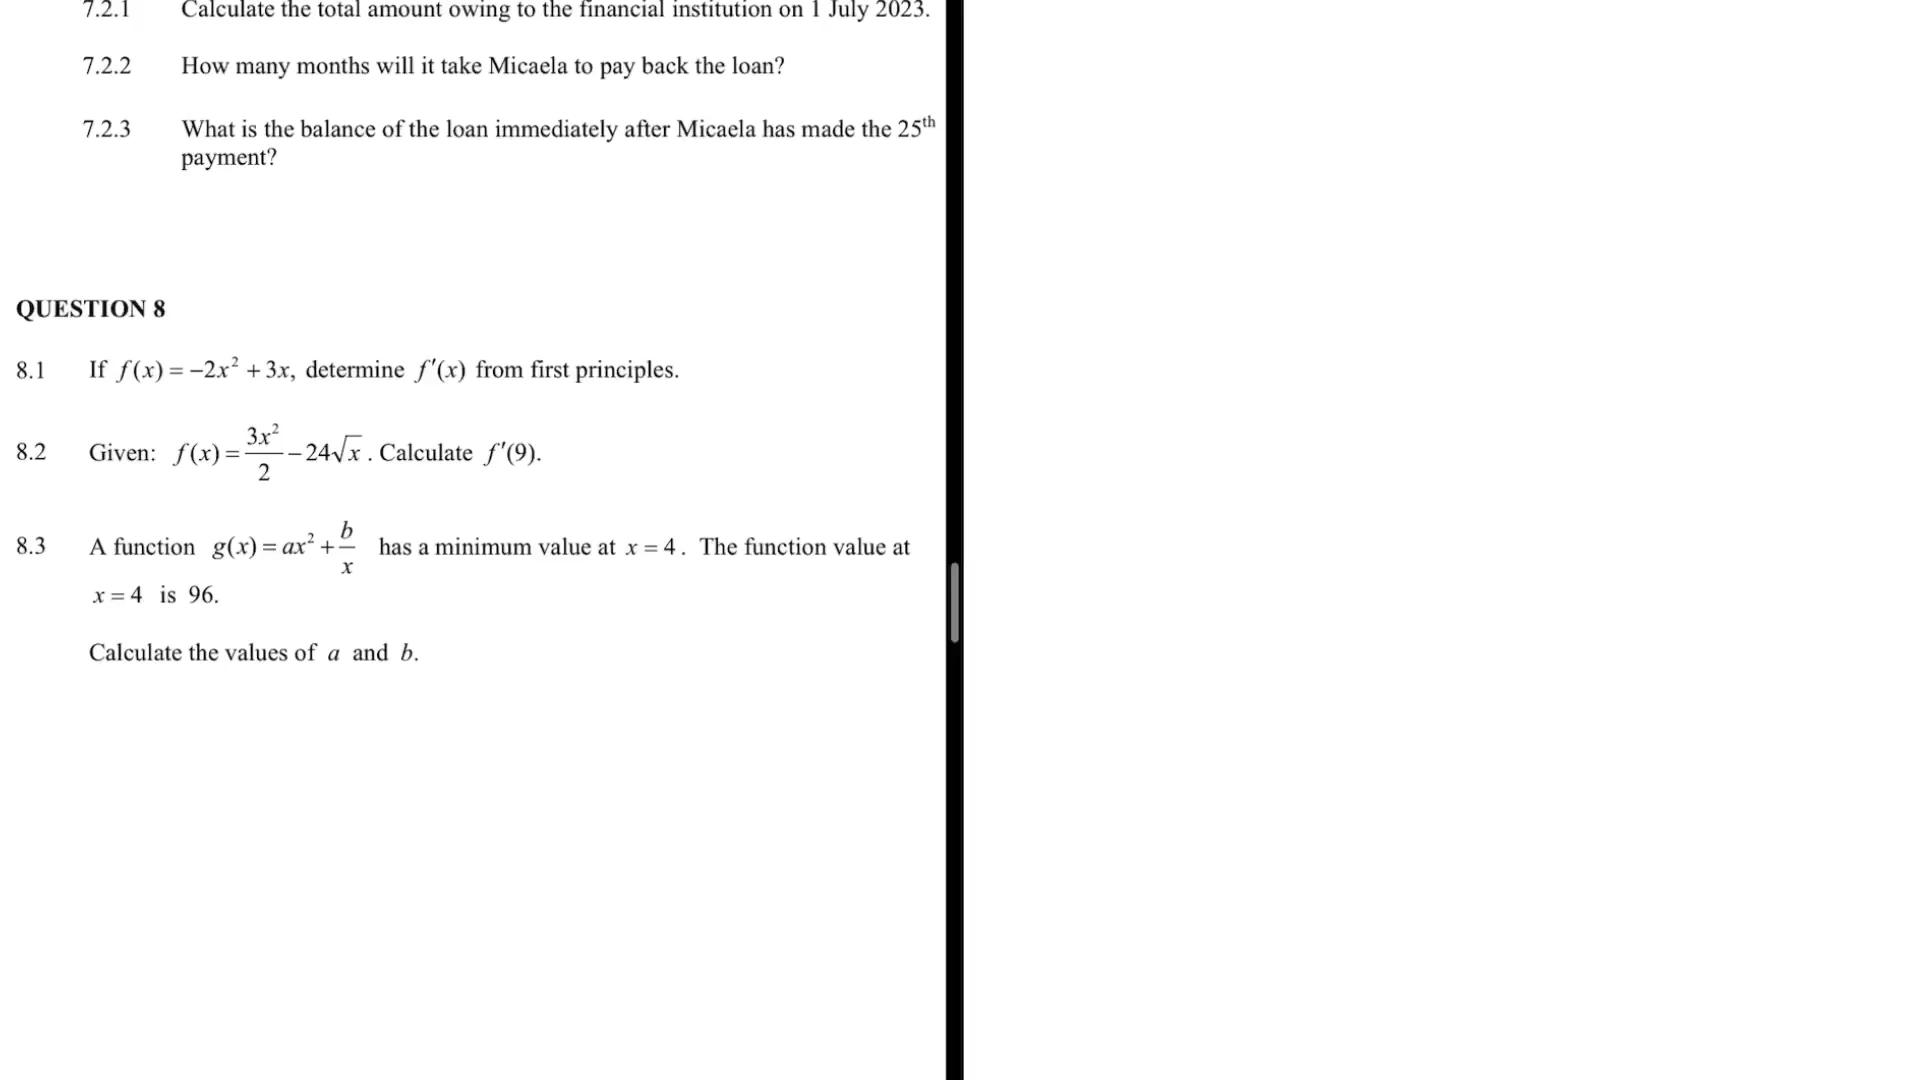 7.2.1 Calculate the total amount owing to the financial institution on 1 July 2023.
7.2.2 How many months will it take Micaela to pay back the loan?
7.2.3 What is the balance of the loan immediately after Micaela has made the 25th
payment?
QUESTION 8
8.1 If f(x) = −2x² + 3x, determine f′(x) from first principles.
8.2 Given: f(x) = 3x²/2 − 24√x . Calculate f′(9).
8.3 A function g(x) = ax² + b/x has a minimum value at x = 4 . The function value at
x = 4 is 96.
Calculate the values of a and b.